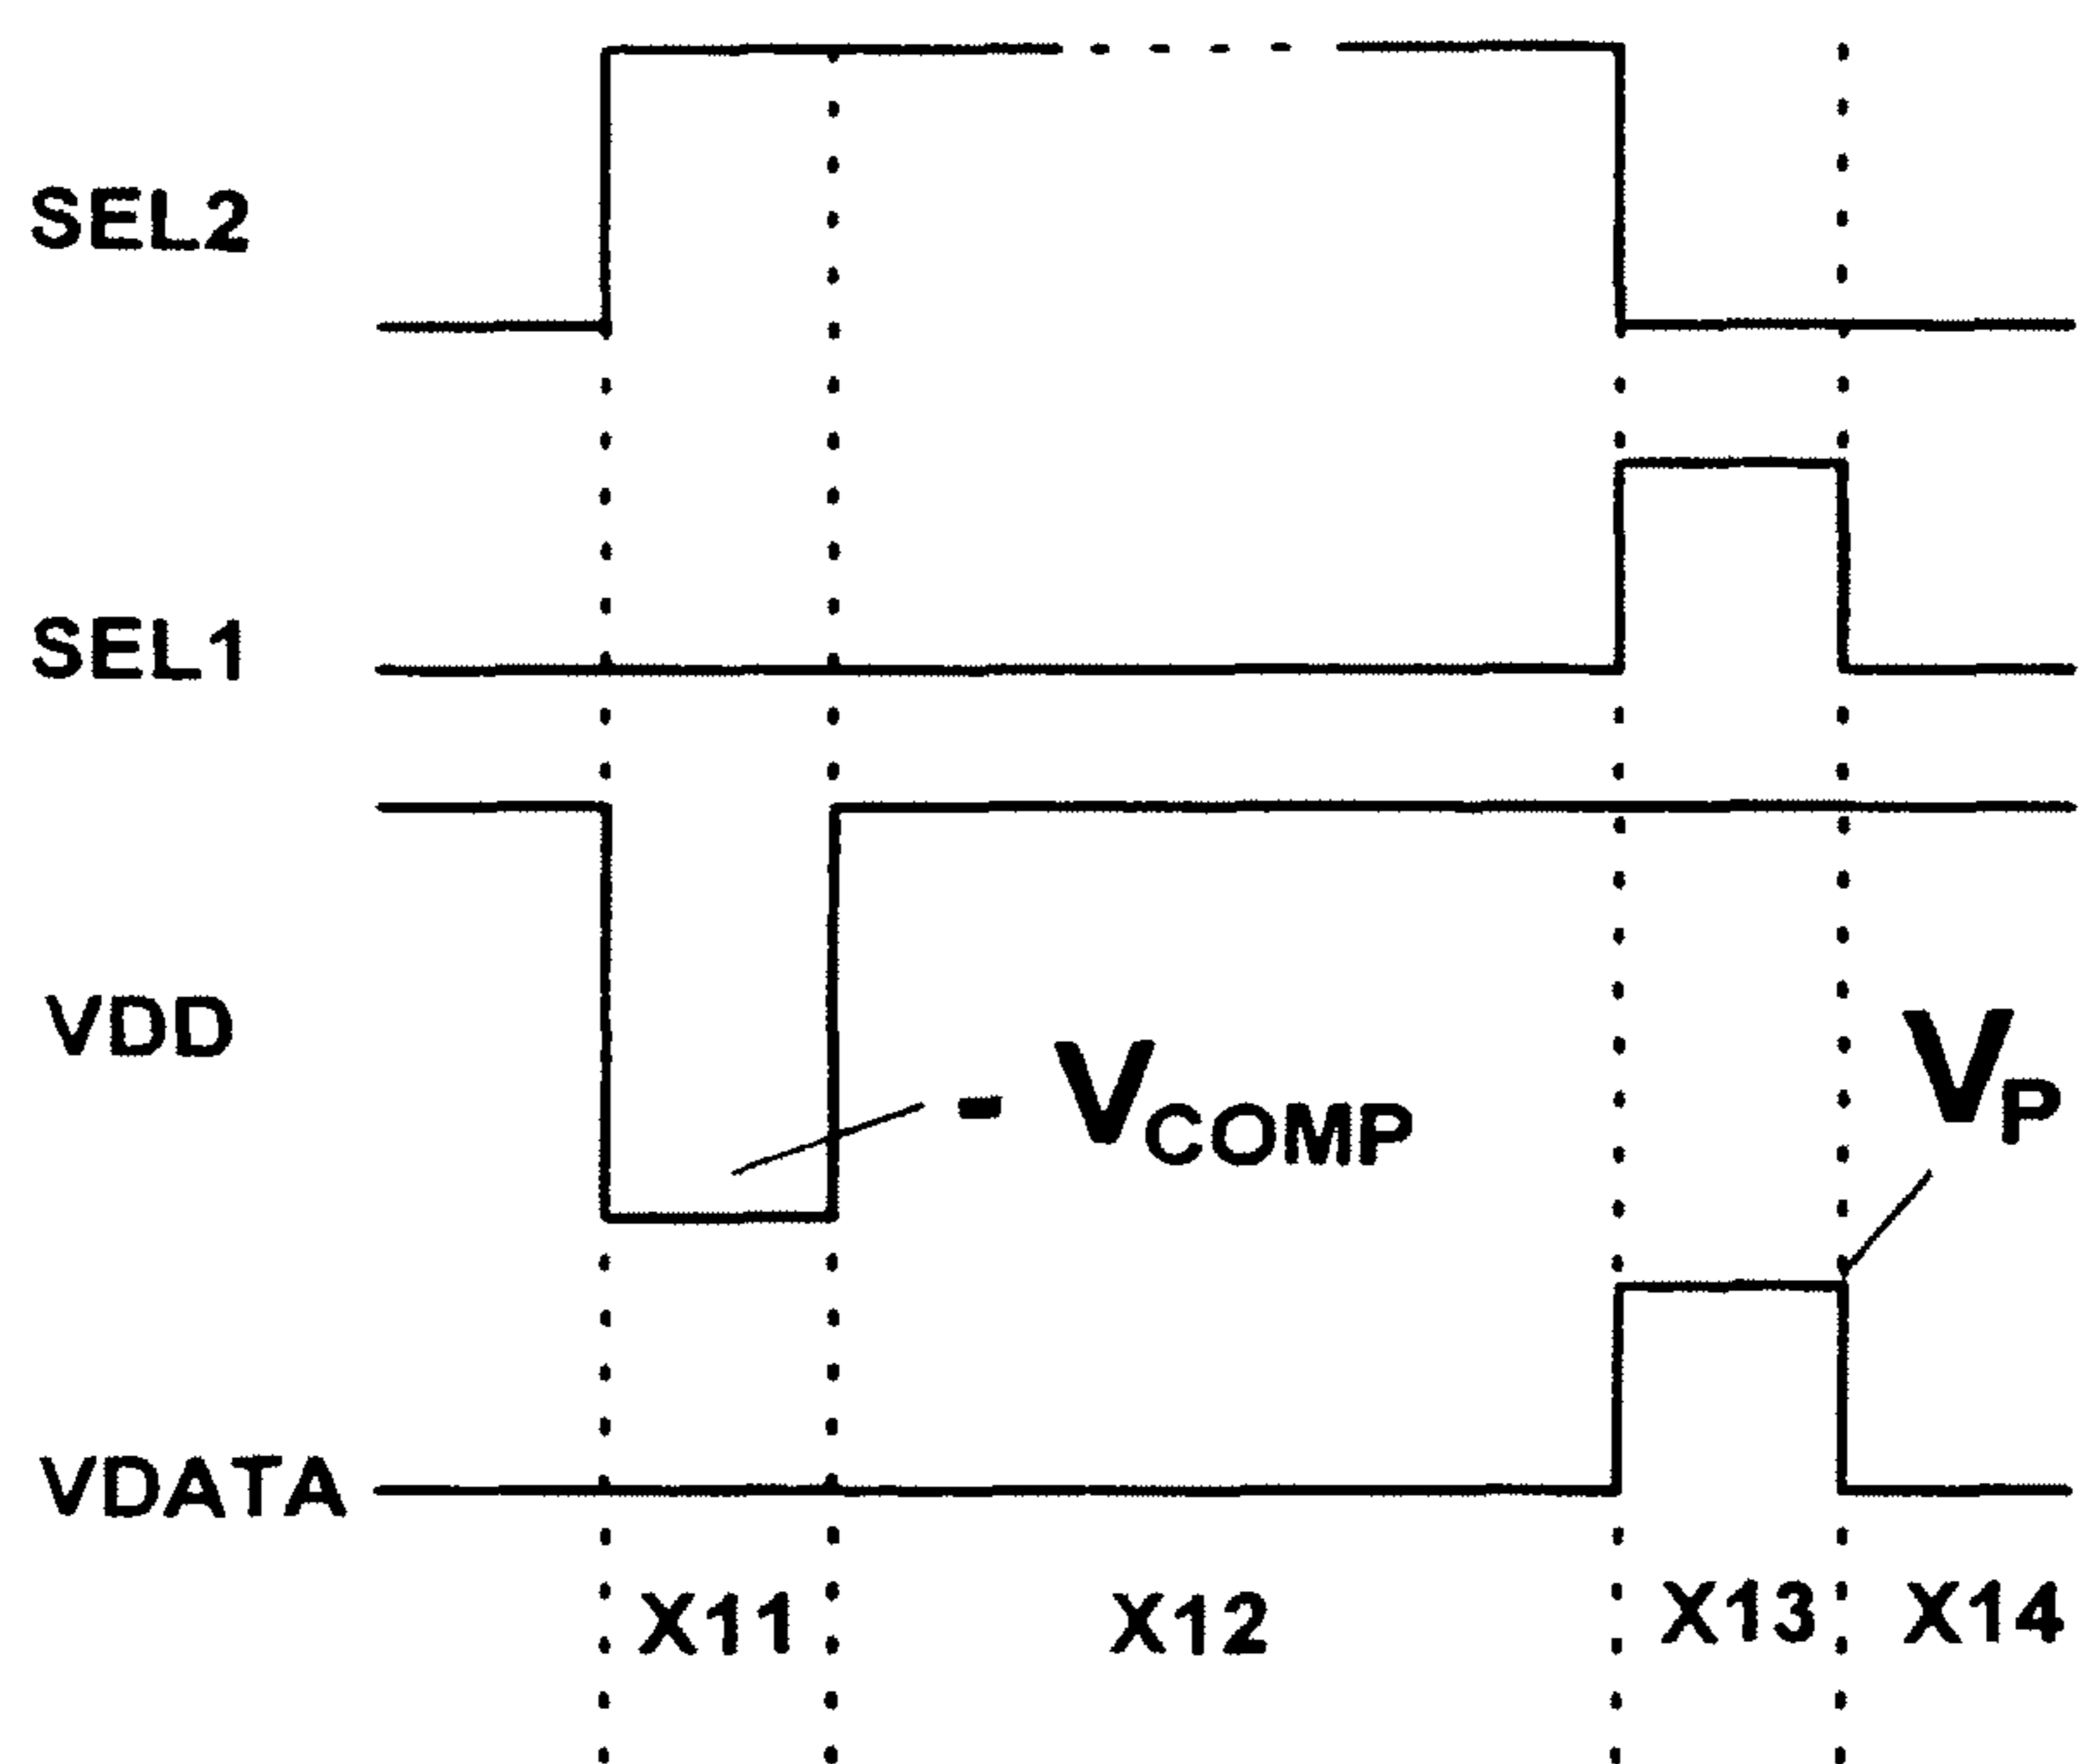 SEL2
SEL1
VDD
- VCOMP
VP
VDATA
X11 X12 X13 X14